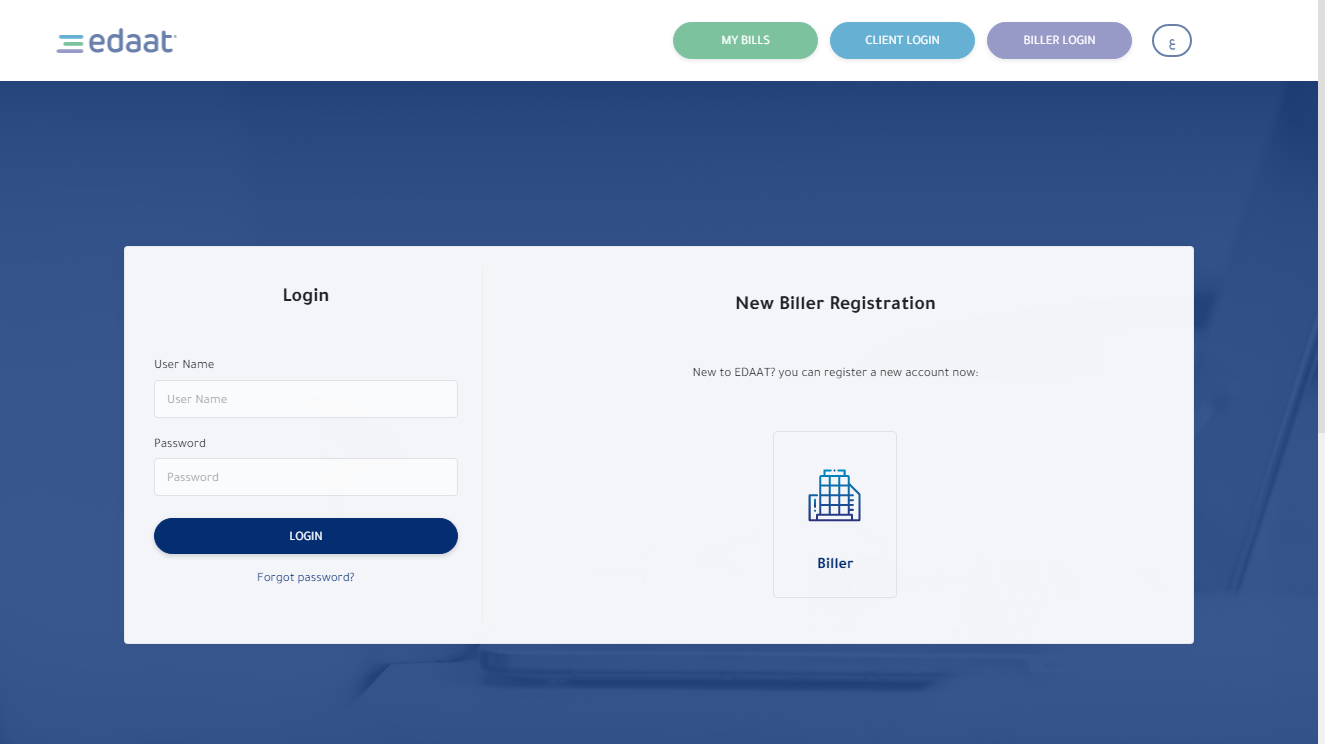 edaat
MY BILLS
CLIENT LOGIN
BILLER LOGIN
ع
Login
User Name
User Name
Password
Password
LOGIN
Forgot password?
New Biller Registration
New to EDAAT? you can register a new account now:
Biller